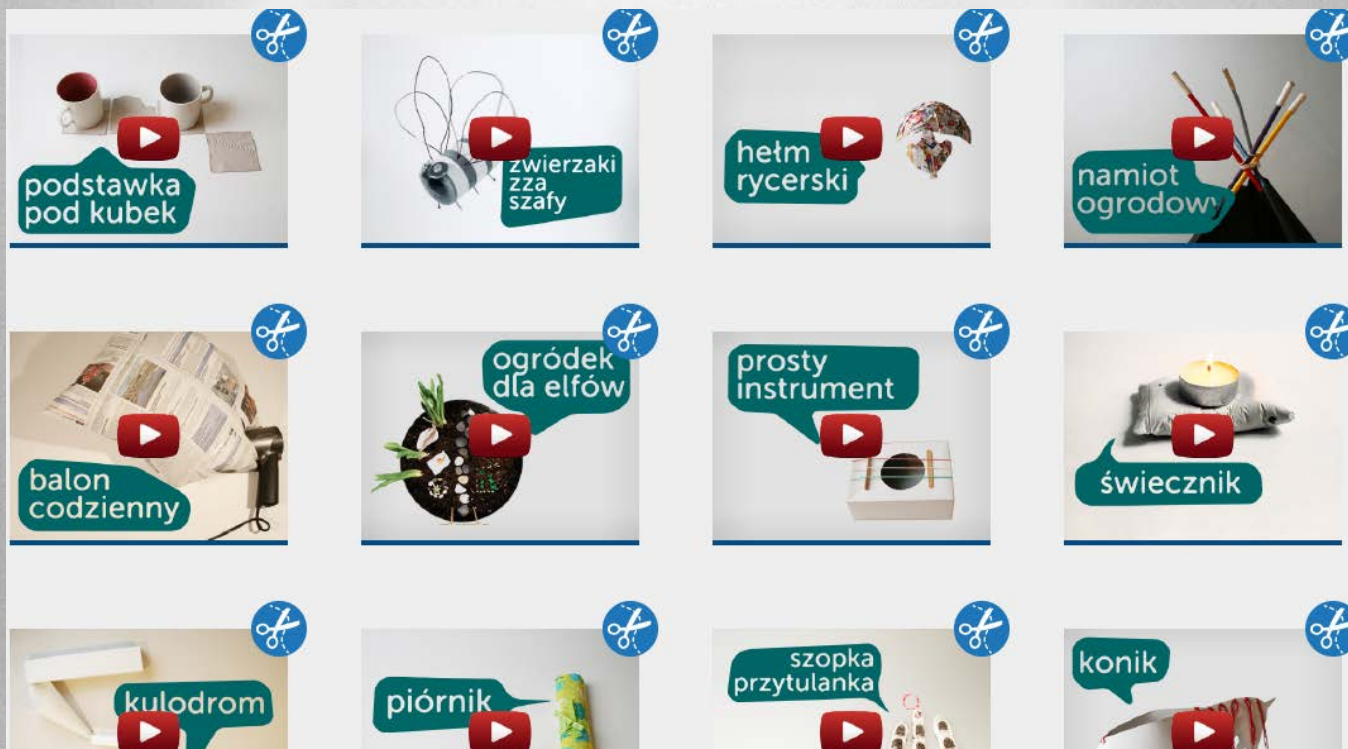 podstawka
pod kubek
zwierzaki
zza
szafy
hełm
rycerski
namiot
ogrodowy
balon
codzienny
ogródek
dla elfów
prosty
instrument
świecznik
kulodrom
piórnik
szopka
przytulanka
konik